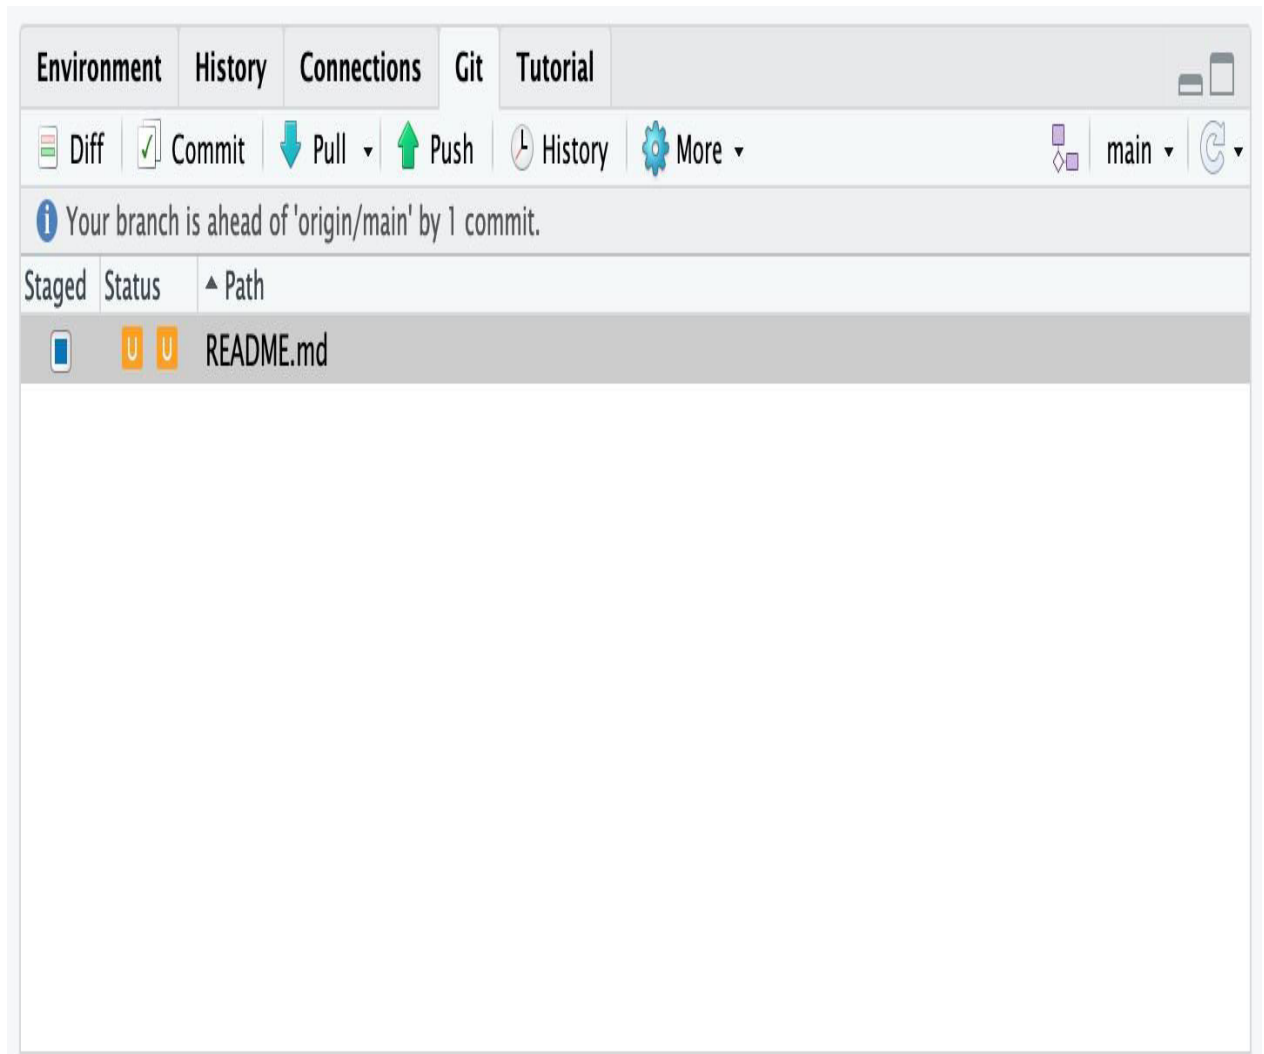 Environment History Connections Git Tutorial
Diff Commit Pull Push History More main
Your branch is ahead of 'origin/main' by 1 commit.
Staged Status Path
U U README.md